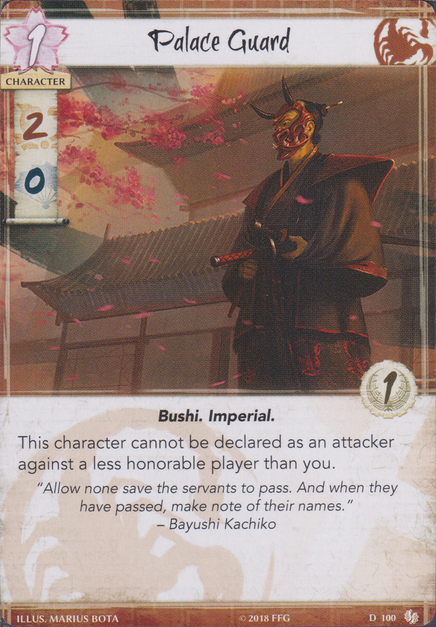 1
Palace Guard
CHARACTER
2
0
1
Bushi. Imperial.
This character cannot be declared as an attacker
against a less honorable player than you.
“Allow none save the servants to pass. And when they
have passed, make note of their names.”
– Bayushi Kachiko
ILLUS. MARIUS BOTA
© 2018 FFG
D 100